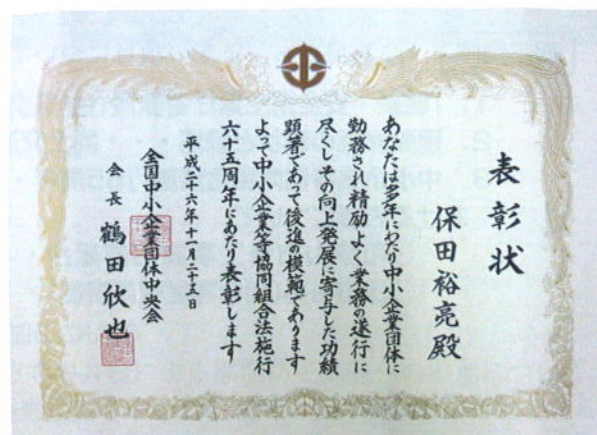 表彰状
保田裕亮殿
あなたは多年にわたり中小企業団体に
勤務され精励よく業務の遂行に
尽くしその向上発展に寄与した功績
顕著であって後進の模範であります
よって中小企業等協同組合法施行
六十五周年にあたり表彰します
平成二十六年十一月二十五日
全国中小企業団体中央会
会長 鶴田欣也